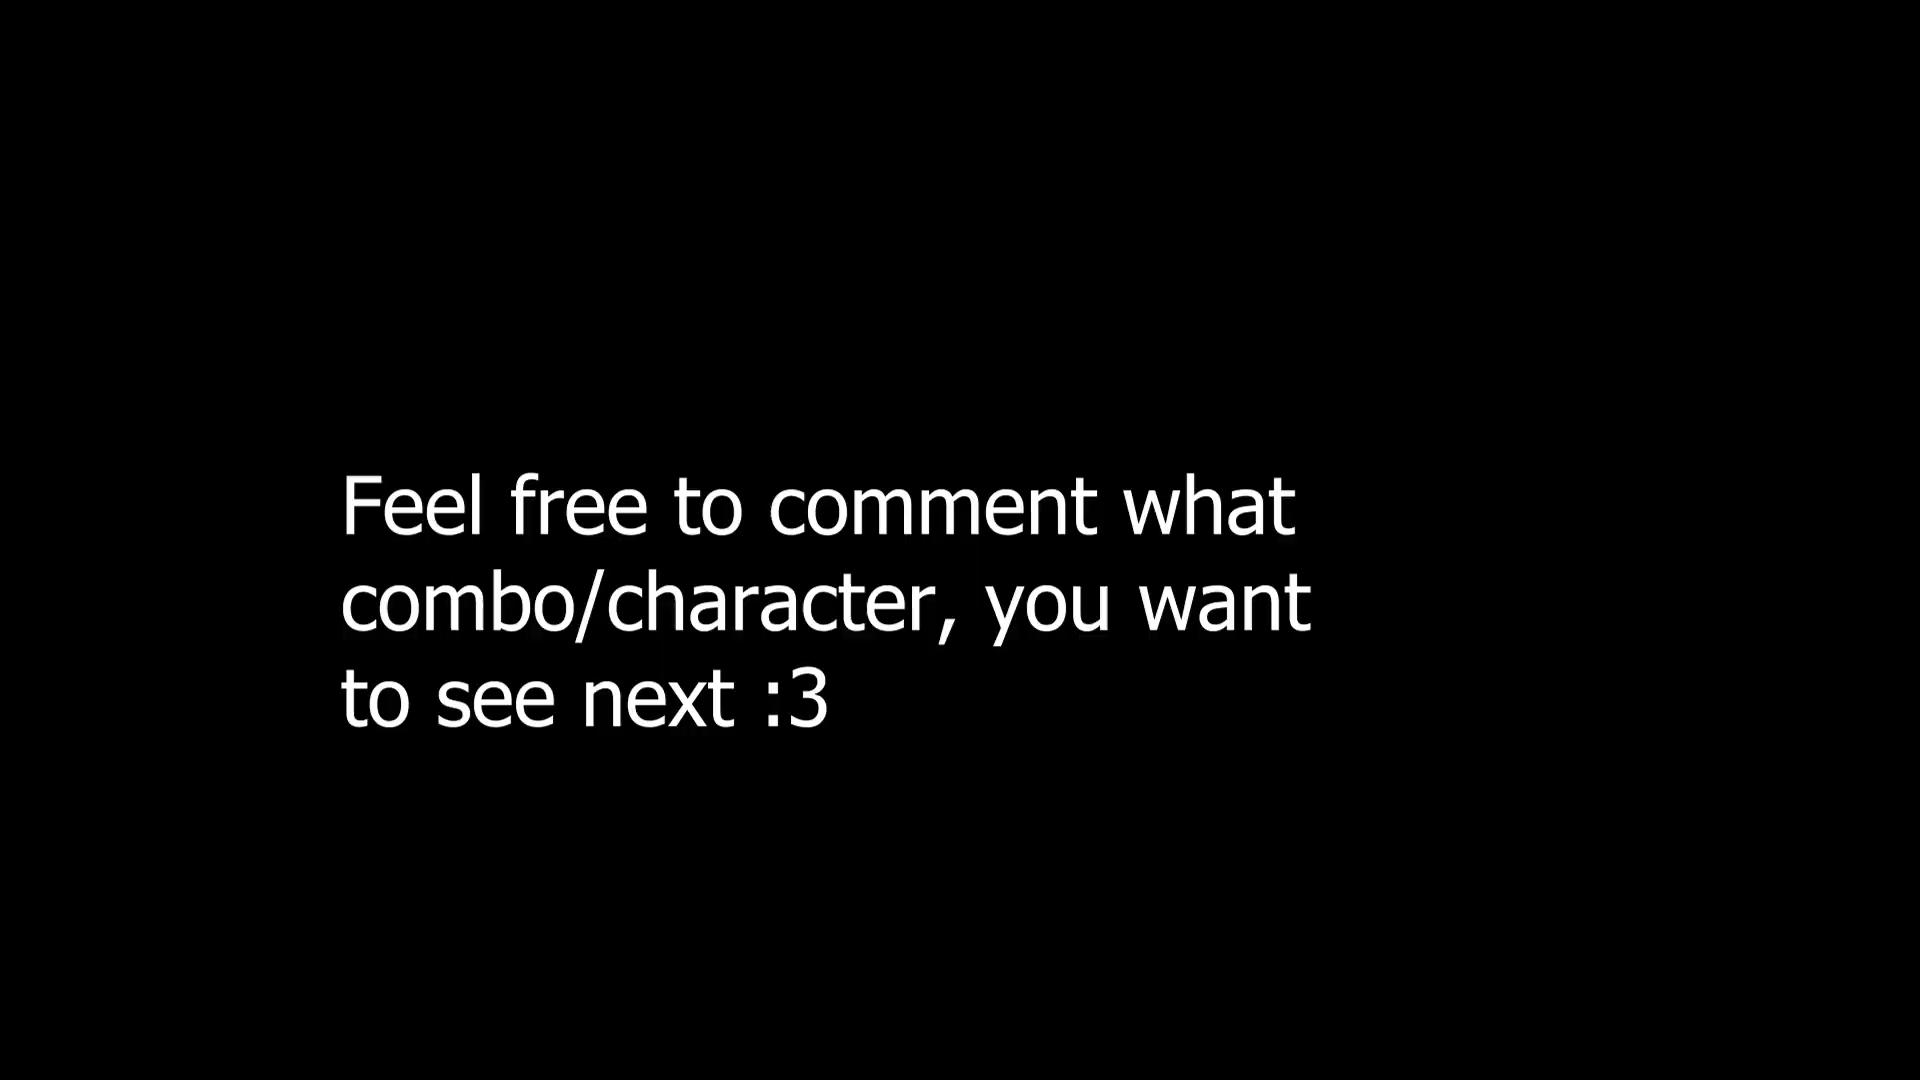 Feel free to comment what
combo/character, you want
to see next :3